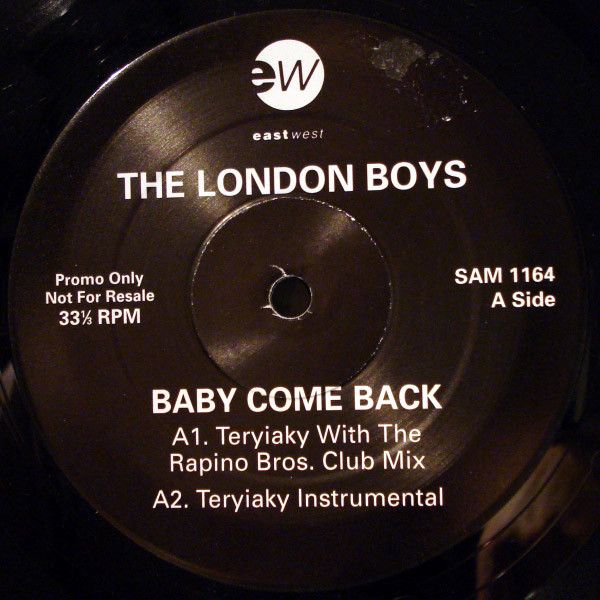 ew
eastwest
THE LONDON BOYS
Promo Only
Not For Resale
33⅓ RPM
SAM 1164
A Side
BABY COME BACK
A1. Teryiaky With The
Rapino Bros. Club Mix
A2. Teryiaky Instrumental